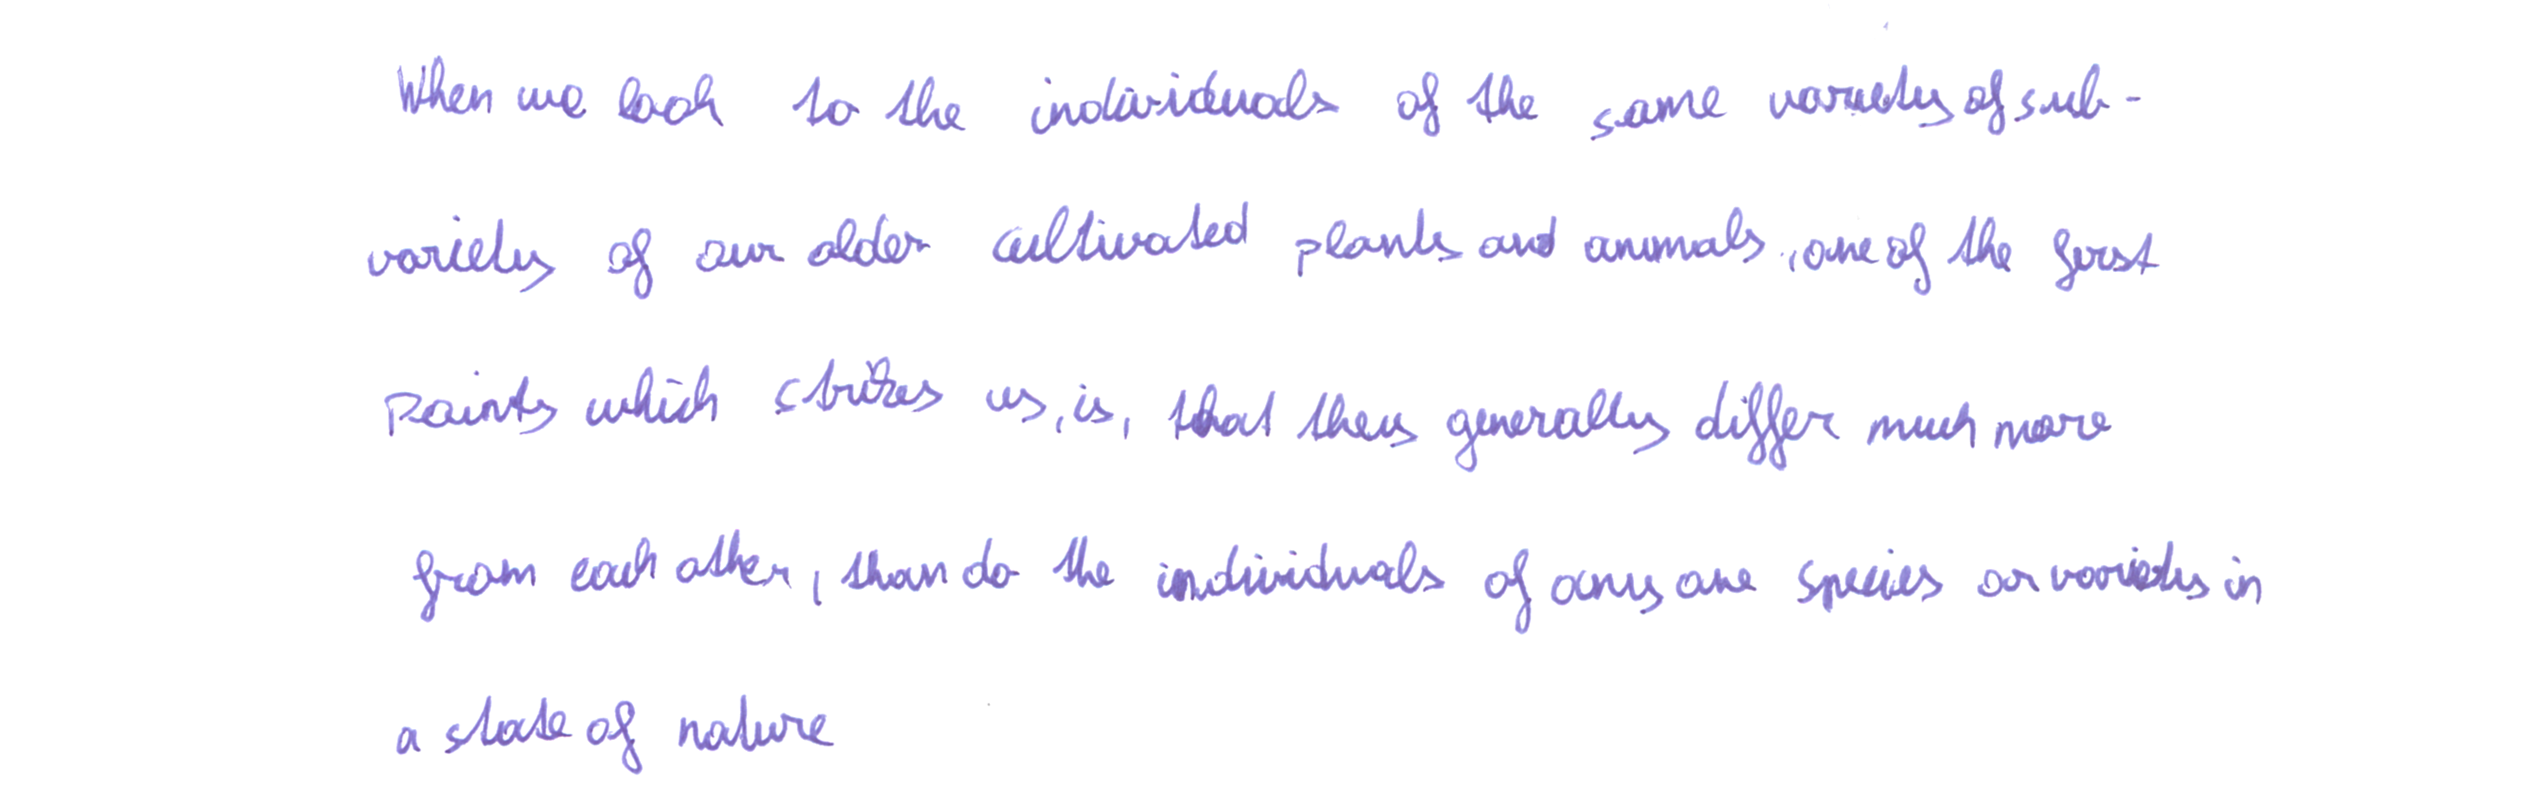 When we look to the individuals of the same variety of sub-
variety of our older cultivated plants and animals, one of the first
points which strikes us, is, that they generally differ much more
from each other, than do the individuals of any one species or variety in
a state of nature